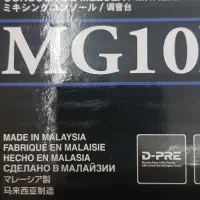 ミキシングコンソール/调音台
MG10
MADE IN MALAYSIA
FABRIQUÉ EN MALAISIE
HECHO EN MALASIA
СДЕЛАНО В МАЛАЙЗИИ
マレーシア製
马来西亚制造
D-PRE